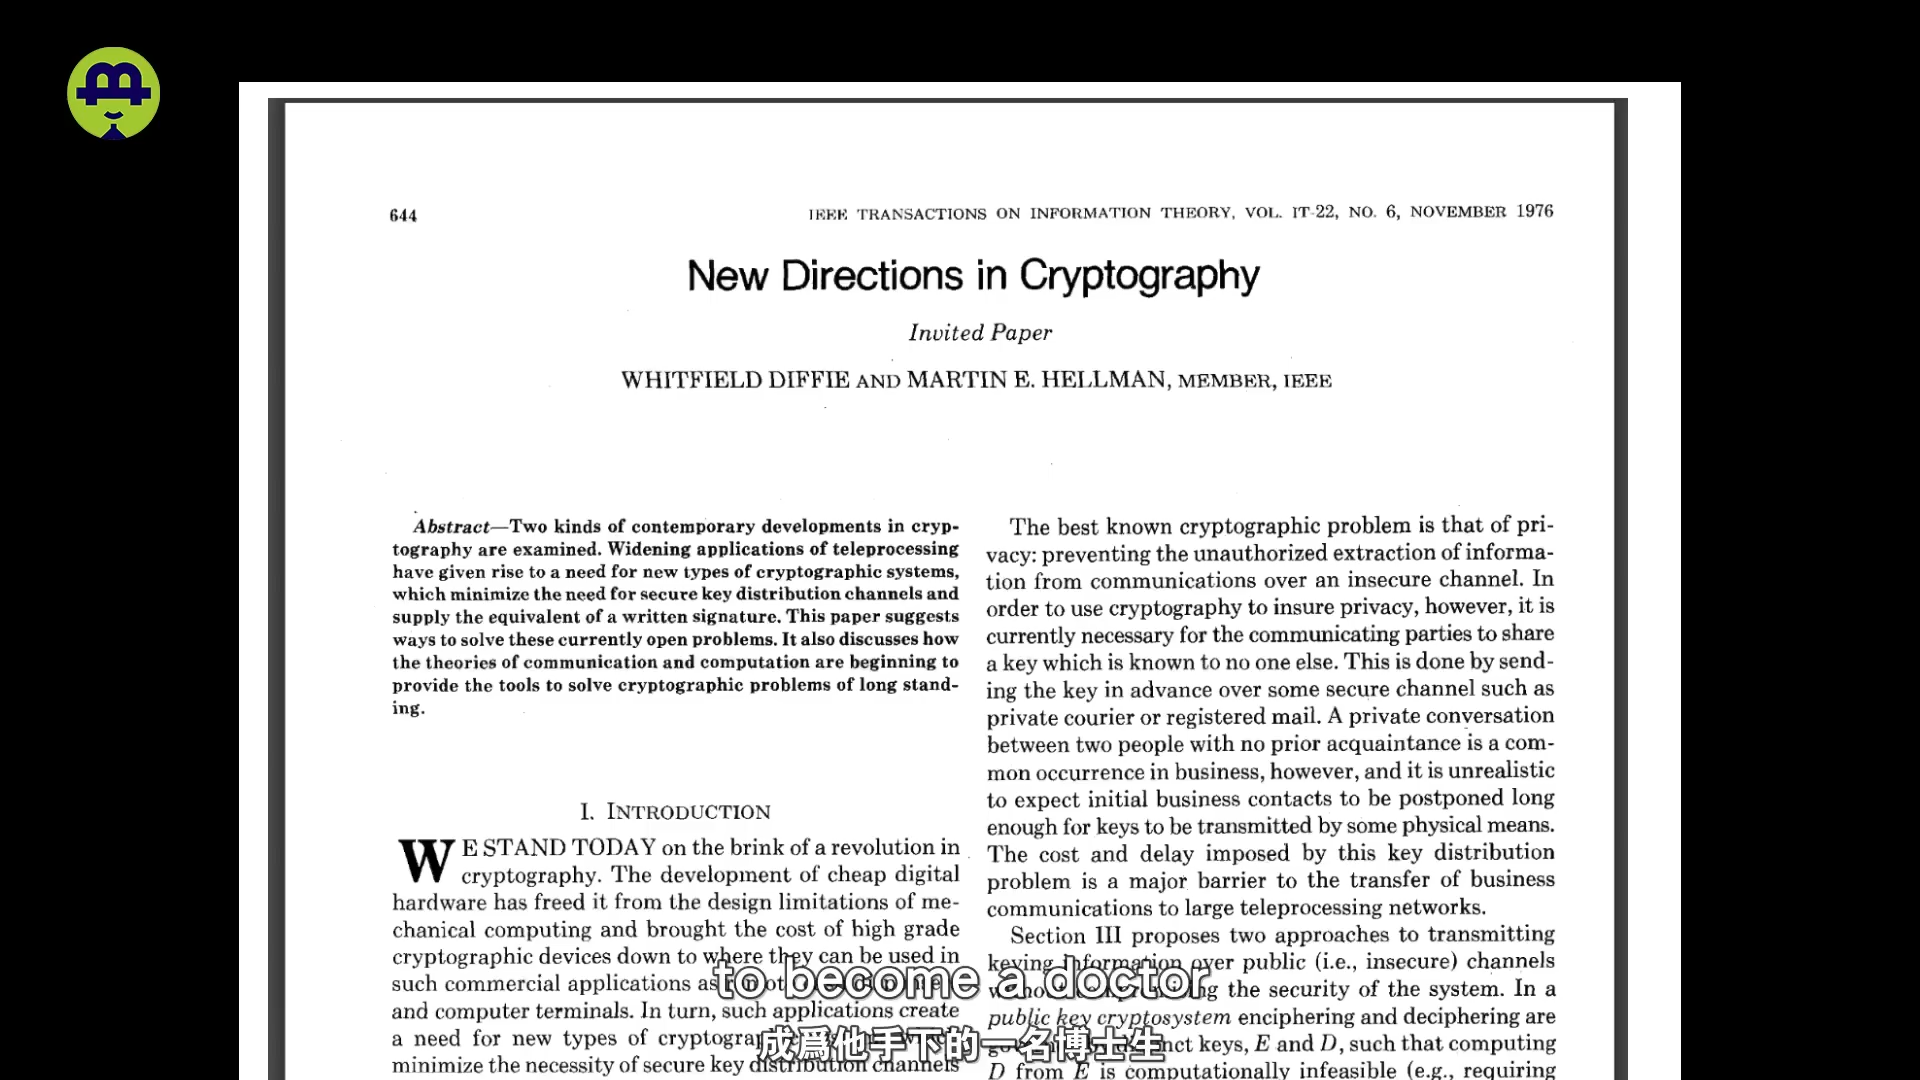 644
IEEE TRANSACTIONS ON INFORMATION THEORY, VOL. IT-22, NO. 6, NOVEMBER 1976
New Directions in Cryptography
Invited Paper
WHITFIELD DIFFIE AND MARTIN E. HELLMAN, MEMBER, IEEE
Abstract—Two kinds of contemporary developments in cryp-
tography are examined. Widening applications of teleprocessing
have given rise to a need for new types of cryptographic systems,
which minimize the need for secure key distribution channels and
supply the equivalent of a written signature. This paper suggests
ways to solve these currently open problems. It also discusses how
the theories of communication and computation are beginning to
provide the tools to solve cryptographic problems of long stand-
ing.
I. INTRODUCTION
WE STAND TODAY on the brink of a revolution in
cryptography. The development of cheap digital
hardware has freed it from the design limitations of me-
chanical computing and brought the cost of high grade
cryptographic devices down to where they can be used in
such commercial applications as
and computer terminals. In turn, such applications create
a need for new types of
minimize the necessity of secure key distribution channels
The best known cryptographic problem is that of pri-
vacy: preventing the unauthorized extraction of informa-
tion from communications over an insecure channel. In
order to use cryptography to insure privacy, however, it is
currently necessary for the communicating parties to share
a key which is known to no one else. This is done by send-
ing the key in advance over some secure channel such as
private courier or registered mail. A private conversation
between two people with no prior acquaintance is a com-
mon occurrence in business, however, and it is unrealistic
to expect initial business contacts to be postponed long
enough for keys to be transmitted by some physical means.
The cost and delay imposed by this key distribution
problem is a major barrier to the transfer of business
communications to large teleprocessing networks.
Section III proposes two approaches to transmitting
keying information over public (i.e., insecure) channels
the security of the system. In a
public key cryptosystem enciphering and deciphering are
keys, E and D, such that computing
D from E is computationally infeasible (e.g., requiring
to become a doctor
成爲他手下的一名博士生